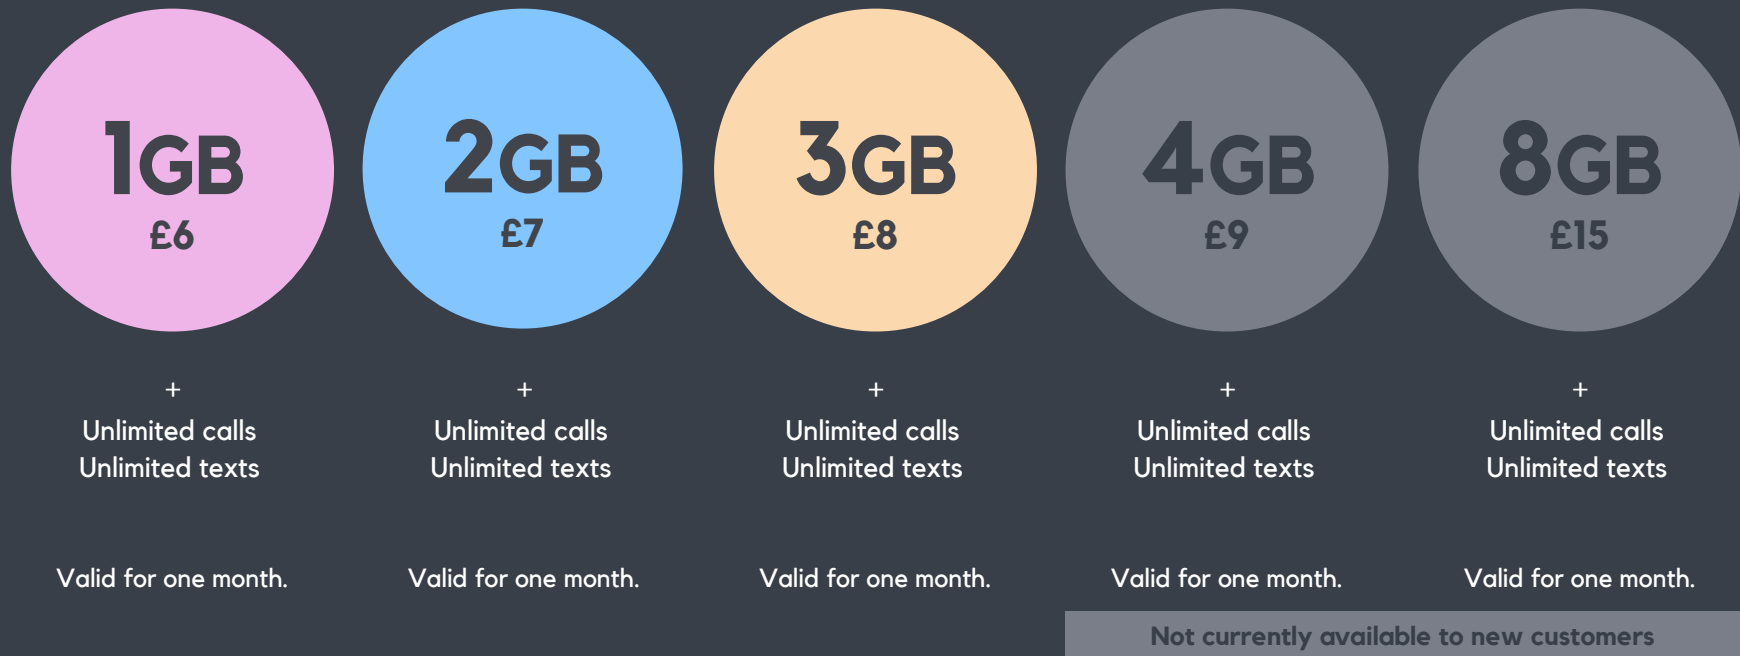 1GB
£6
+
Unlimited calls
Unlimited texts
Valid for one month.
2GB
£7
+
Unlimited calls
Unlimited texts
Valid for one month.
3GB
£8
+
Unlimited calls
Unlimited texts
Valid for one month.
4GB
£9
+
Unlimited calls
Unlimited texts
Valid for one month.
8GB
£15
+
Unlimited calls
Unlimited texts
Valid for one month.
Not currently available to new customers